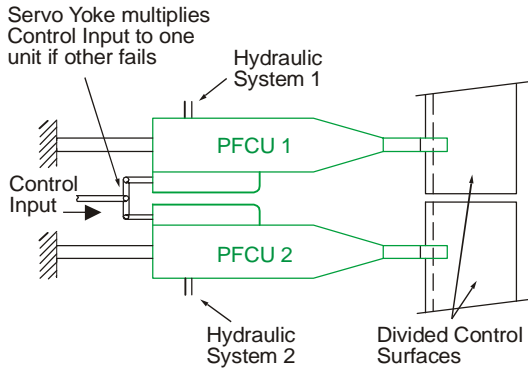 Servo Yoke multiplies
Control Input to one
unit if other fails
Hydraulic
System 1
PFCU 1
Control
Input
PFCU 2
Hydraulic
System 2
Divided Control
Surfaces